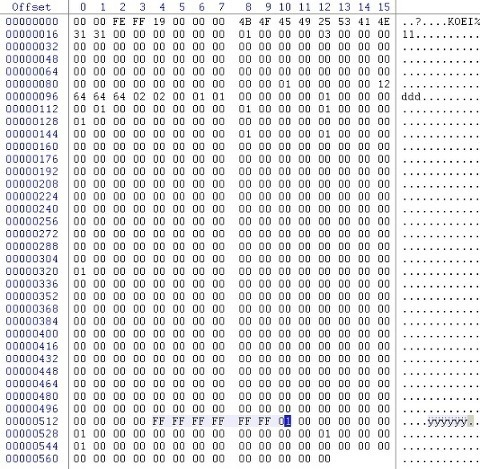 Offset 0 1 2 3 4 5 6 7 8 9 10 11 12 13 14 15
00000000 00 00 FE FF 19 00 00 00 4B 4F 45 49 25 53 41 4E ..?....KOEI%
00000016 31 31 00 00 00 00 00 00 01 00 00 00 03 00 00 00 11..........
00000032 00 00 00 00 00 00 00 00 00 00 00 00 00 00 00 00 ............
00000048 00 00 00 00 00 00 00 00 00 00 00 00 00 00 00 00 ............
00000064 00 00 00 00 00 00 00 00 00 00 00 00 00 00 00 00 ............
00000080 00 00 00 00 00 00 00 00 00 00 01 00 00 00 00 12 ............
00000096 64 64 64 02 02 00 01 01 00 00 00 00 01 00 00 00 ddd.........
00000112 00 01 00 00 00 00 00 00 01 00 00 00 01 00 00 00 ............
00000128 01 00 00 00 00 00 00 00 00 00 00 00 00 00 00 00 ............
00000144 00 00 00 00 00 00 00 00 01 00 00 00 01 00 00 00 ............
00000160 00 00 00 00 00 00 00 00 00 00 00 00 00 00 00 00 ............
00000176 00 00 00 00 00 00 00 00 00 00 00 00 00 00 00 00 ............
00000192 00 00 00 00 00 00 00 00 00 00 00 00 00 00 00 00 ............
00000208 00 00 00 00 00 00 00 00 00 00 00 00 00 00 00 00 ............
00000224 00 00 00 00 00 00 00 00 00 00 00 00 00 00 00 00 ............
00000240 00 00 00 00 00 00 00 00 00 00 00 00 00 00 00 00 ............
00000256 00 00 00 00 00 00 00 00 00 00 00 00 00 00 00 00 ............
00000272 00 00 00 00 00 00 00 00 00 00 00 00 00 00 00 00 ............
00000288 00 00 00 00 00 00 00 00 00 00 00 00 00 00 00 00 ............
00000304 00 00 00 00 00 00 00 00 00 00 00 00 00 00 00 00 ............
00000320 01 00 00 00 00 00 00 00 00 00 00 00 00 00 00 00 ............
00000336 00 00 00 00 00 00 00 00 00 00 00 00 00 00 00 00 ............
00000352 00 00 00 00 00 00 00 00 00 00 00 00 00 00 00 00 ............
00000368 00 00 00 00 00 00 00 00 00 00 00 00 00 00 00 00 ............
00000384 00 00 00 00 00 00 00 00 00 00 00 00 00 00 00 00 ............
00000400 00 00 00 00 00 00 00 00 00 00 00 00 00 00 00 00 ............
00000416 00 00 00 00 00 00 00 00 00 00 00 00 00 00 00 00 ............
00000432 00 00 00 00 00 00 00 00 00 00 00 00 00 00 00 00 ............
00000448 00 00 00 00 00 00 00 00 00 00 00 00 00 00 00 00 ............
00000464 00 00 00 00 00 00 00 00 00 00 00 00 00 00 00 00 ............
00000480 00 00 00 00 00 00 00 00 00 00 00 00 00 00 00 00 ............
00000496 00 00 00 00 00 00 00 00 00 00 00 00 00 00 00 00 ............
00000512 00 00 00 00 FF FF FF FF FF FF 01 00 00 00 00 00 ....ÿÿÿÿÿÿ.
00000528 01 00 00 00 00 00 00 00 00 00 00 00 01 00 00 00 ............
00000544 01 00 00 00 00 00 00 00 00 00 00 00 00 00 00 00 ............
00000560 00 00 00 00 00 00 00 00 00 00 00 00 00 ............